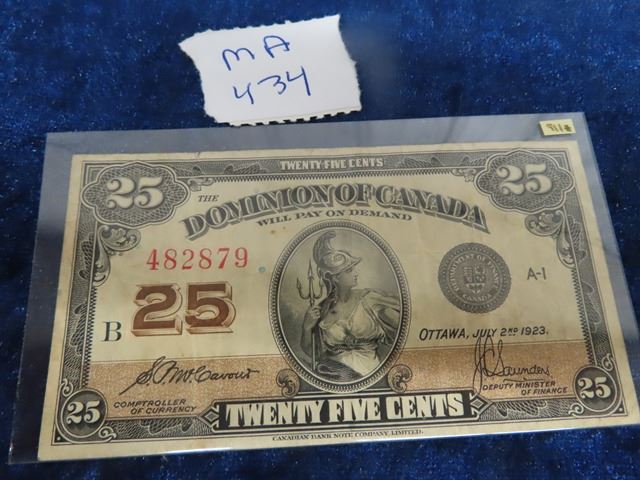 MA
434
TWENTY-FIVE CENTS
25 25
THE
DOMINION OF CANADA
WILL PAY ON DEMAND
482879
A-1
B 25
OTTAWA, JULY 2ND 1923.
J.C. Saunders
DEPUTY MINISTER
OF FINANCE
COMPTROLLER
OF CURRENCY
25 TWENTY FIVE CENTS 25
CANADIAN BANK NOTE COMPANY, LIMITED.